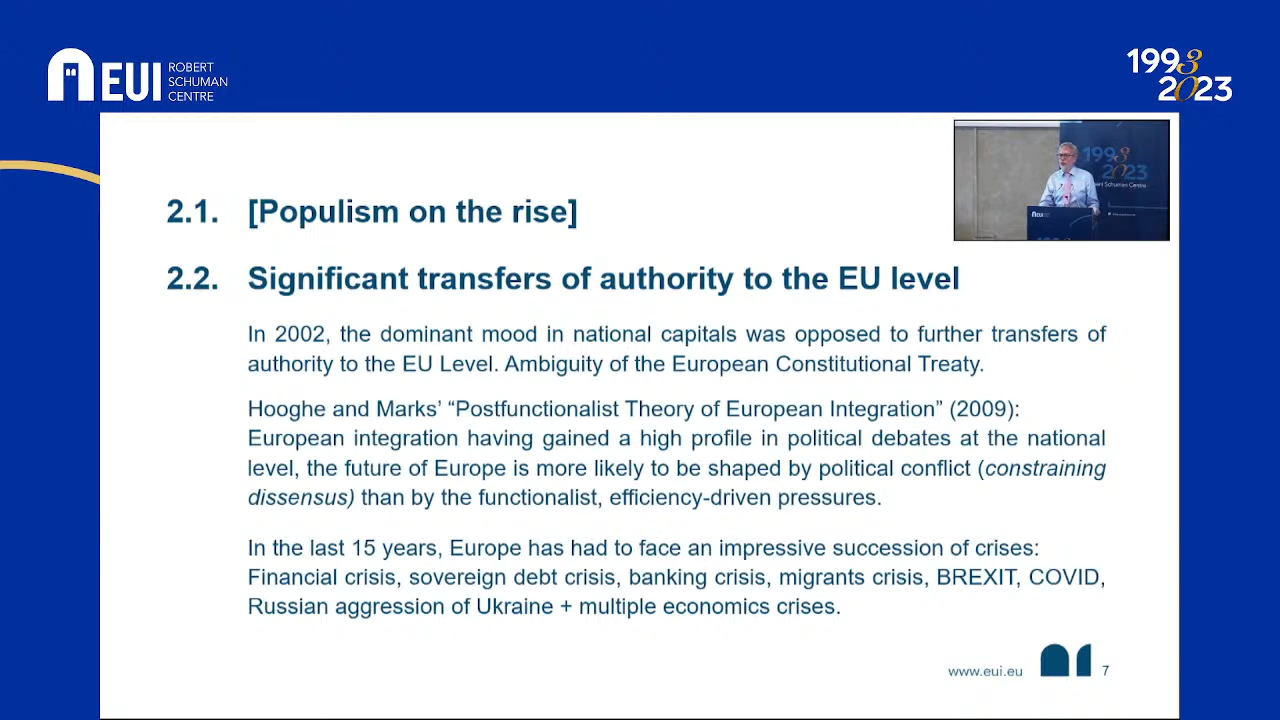 EUI
ROBERT
SCHUMAN
CENTRE
1993
2023
1993
2023
Robert Schuman Centre
EUI
2.1. [Populism on the rise]
2.2. Significant transfers of authority to the EU level
In 2002, the dominant mood in national capitals was opposed to further transfers of
authority to the EU Level. Ambiguity of the European Constitutional Treaty.
Hooghe and Marks’ “Postfunctionalist Theory of European Integration” (2009):
European integration having gained a high profile in political debates at the national
level, the future of Europe is more likely to be shaped by political conflict (constraining
dissensus) than by the functionalist, efficiency-driven pressures.
In the last 15 years, Europe has had to face an impressive succession of crises:
Financial crisis, sovereign debt crisis, banking crisis, migrants crisis, BREXIT, COVID,
Russian aggression of Ukraine + multiple economics crises.
www.eui.eu
7